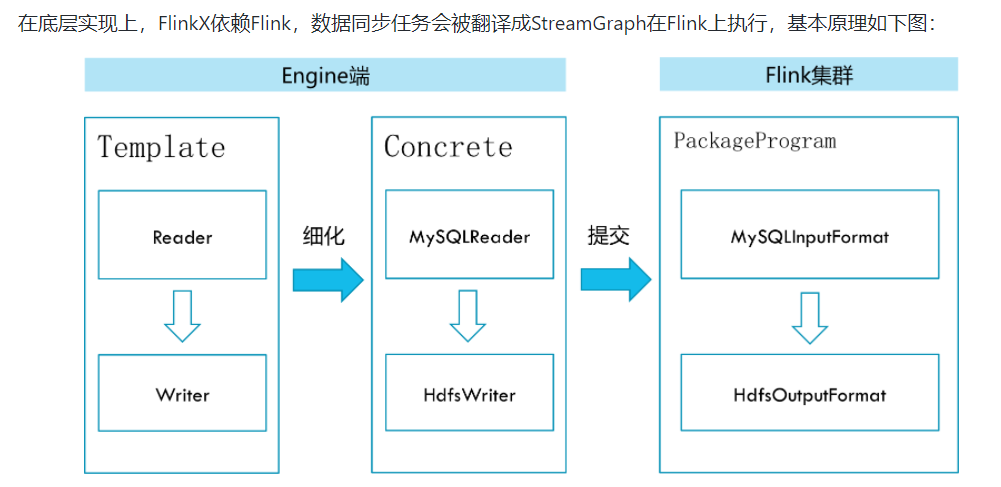 在底层实现上，FlinkX依赖Flink，数据同步任务会被翻译成StreamGraph在Flink上执行，基本原理如下图：
Engine端
Flink集群
Template
Concrete
PackageProgram
Reader
细化
MySQLReader
提交
MySQLInputFormat
Writer
HdfsWriter
HdfsOutputFormat